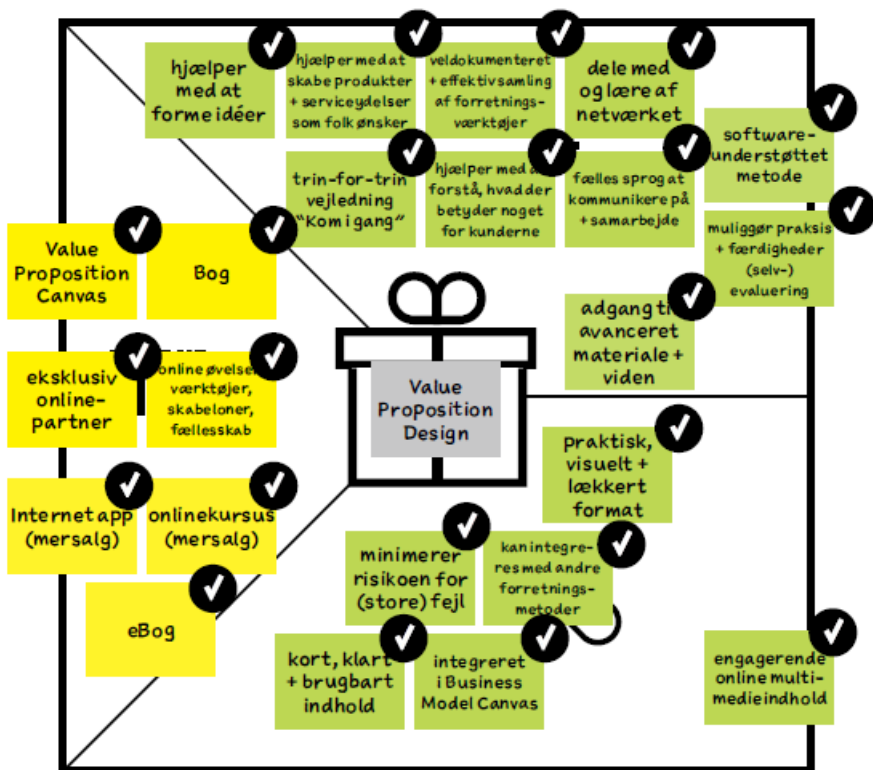 hjælper
med at
forme idéer
hjælper med at
skabe produkter
+ serviceydelser
som folk ønsker
veldokumenteret
+ effektiv samling
af forretnings-
værktøjer
dele med
og lære af
netværket
software-
understøttet
metode
trin-for-trin
vejledning
"Kom i gang"
hjælper med a
forstå, hvad der
betyder noget
for kunderne
fælles sprog at
kommunikere på
+ samarbejde
muliggør praksis
+ færdigheder
(selv-)
evaluering
Value
Proposition
Canvas
Bog
adgang ti
avanceret
materiale +
viden
eksklusiv
online-
partner
online øvelser
værktøjer,
skabeloner,
fællesskab
Value
Proposition
Design
praktisk,
visuelt +
lækkert
format
Internet app
(mersalg)
onlinekursus
(mersalg)
minimerer
risikoen for
(store) fejl
kan integre-
res med andre
forretnings-
metoder
eBog
kort, klart
+ brugbart
indhold
integreret
i Business
Model Canvas
engagerende
online multi-
medieindhold